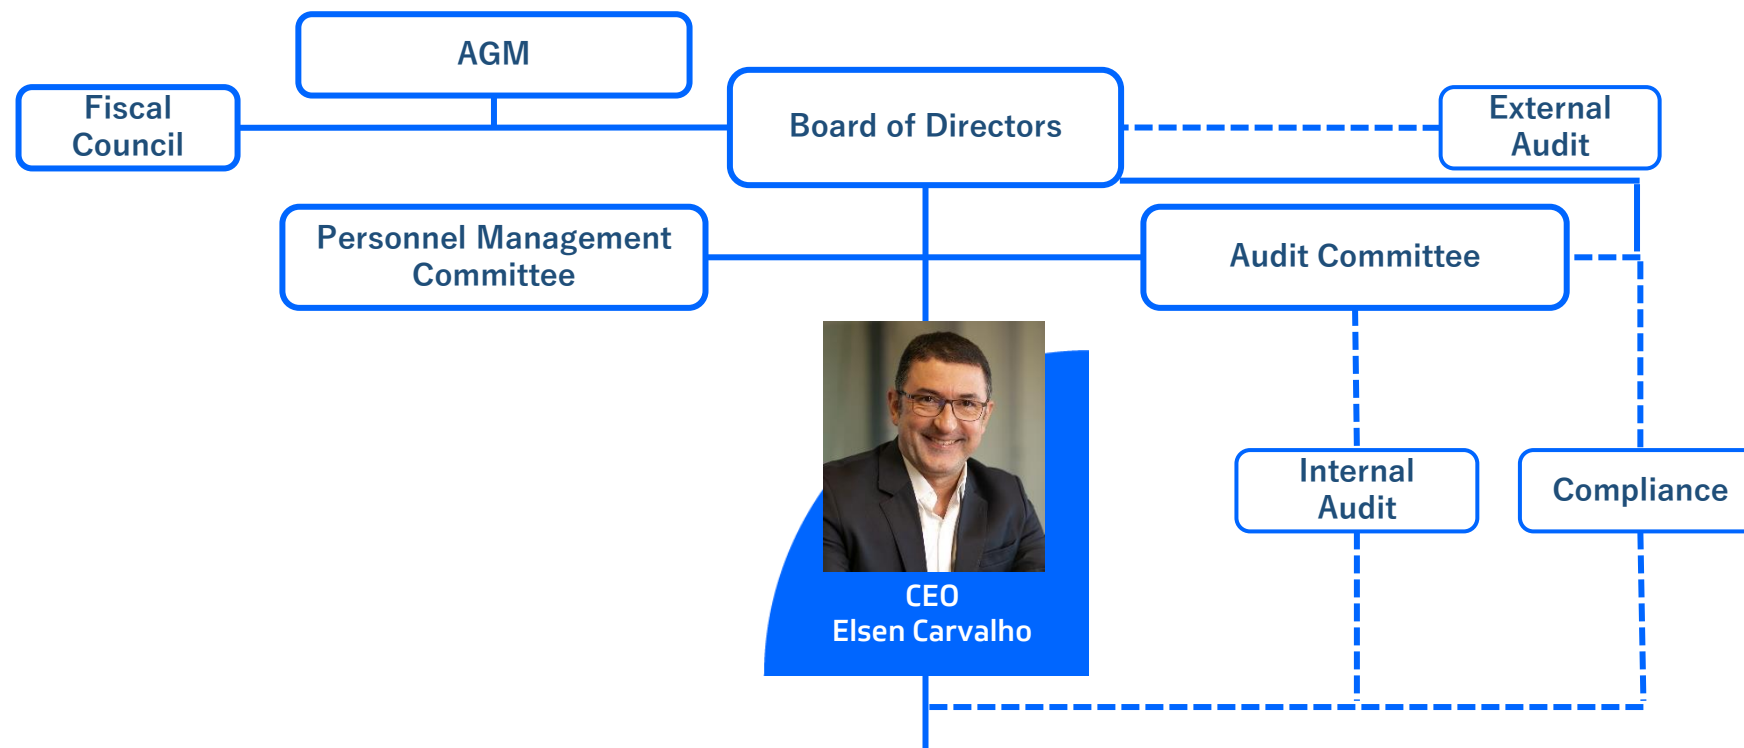 AGM
Fiscal
Council
Board of Directors
External
Audit
Personnel Management
Committee
Audit Committee
Internal
Audit
Compliance
CEO
Elsen Carvalho